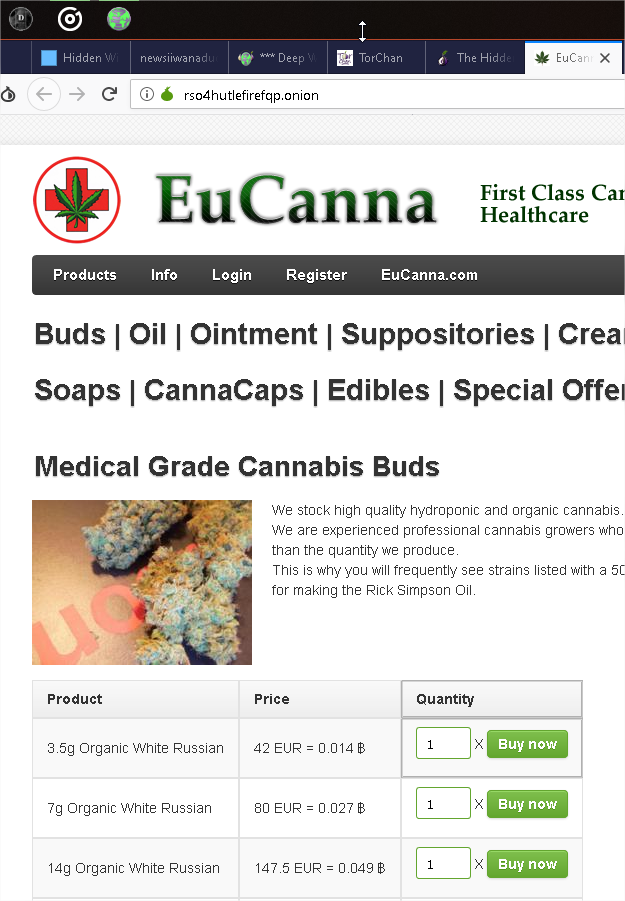 Hidden W
newsiiwanadu
*** Deep W
TorChan
The Hidde
EuCann
rso4hutlefirefqp.onion
EuCanna
First Class Can
Healthcare
Products Info Login Register EuCanna.com
Buds | Oil | Ointment | Suppositories | Crea
Soaps | CannaCaps | Edibles | Special Offe
Medical Grade Cannabis Buds
We stock high quality hydroponic and organic cannabis.
We are experienced professional cannabis growers who
than the quantity we produce.
This is why you will frequently see strains listed with a 50
for making the Rick Simpson Oil.
Product Price Quantity
3.5g Organic White Russian 42 EUR = 0.014 ฿ 1 X Buy now
7g Organic White Russian 80 EUR = 0.027 ฿ 1 X Buy now
14g Organic White Russian 147.5 EUR = 0.049 ฿ 1 X Buy now